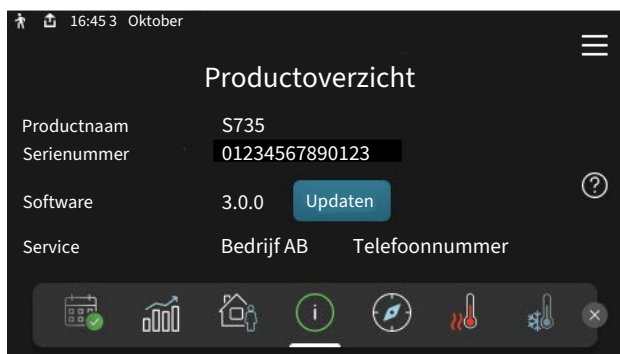 16:45 3 Oktober
Productoverzicht
Productnaam S735
Serienummer 01234567890123
Software 3.0.0 Updaten
Service Bedrijf AB Telefoonnummer